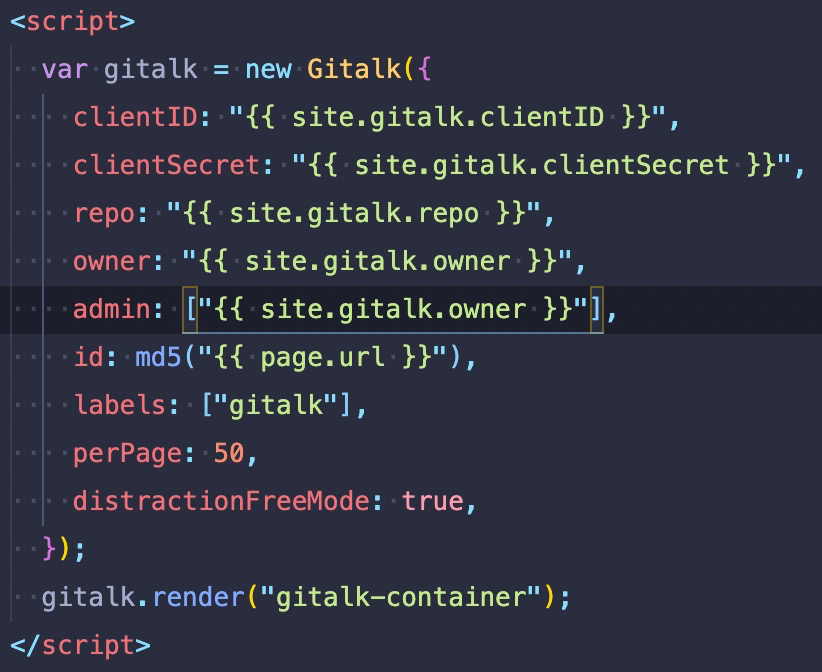 <script>
  var gitalk = new Gitalk({
    clientID: "{{ site.gitalk.clientID }}",
    clientSecret: "{{ site.gitalk.clientSecret }}",
    repo: "{{ site.gitalk.repo }}",
    owner: "{{ site.gitalk.owner }}",
    admin: ["{{ site.gitalk.owner }}"],
    id: md5("{{ page.url }}"),
    labels: ["gitalk"],
    perPage: 50,
    distractionFreeMode: true,
  });
  gitalk.render("gitalk-container");
</script>